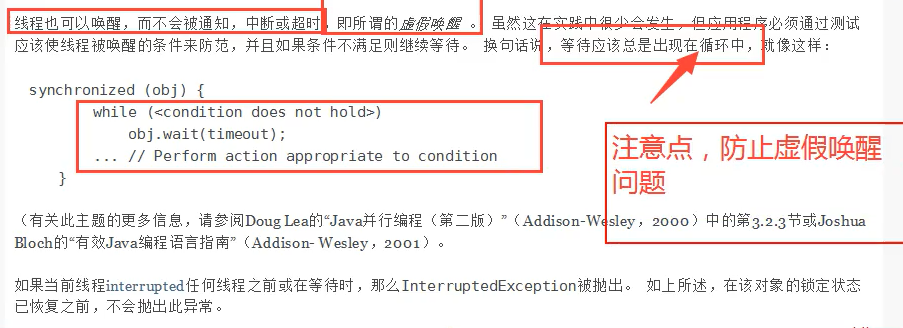 线程也可以唤醒，而不会被通知，中断或超时，即所谓的虚假唤醒 。 虽然这在实践中很少会发生，但应用程序必须通过测试
应该使线程被唤醒的条件来防范，并且如果条件不满足则继续等待。 换句话说，等待应该总是出现在循环中，就像这样：
synchronized (obj) {
while (<condition does not hold>)
obj.wait(timeout);
... // Perform action appropriate to condition
}
注意点，防止虚假唤醒
问题
（有关此主题的更多信息，请参阅Doug Lea的“Java并行编程（第二版）”（Addison-Wesley，2000）中的第3.2.3节或Joshua
Bloch的“有效Java编程语言指南”（Addison- Wesley，2001）。
如果当前线程interrupted任何线程之前或在等待时，那么InterruptedException被抛出。 如上所述，在该对象的锁定状态
已恢复之前，不会抛出此异常。